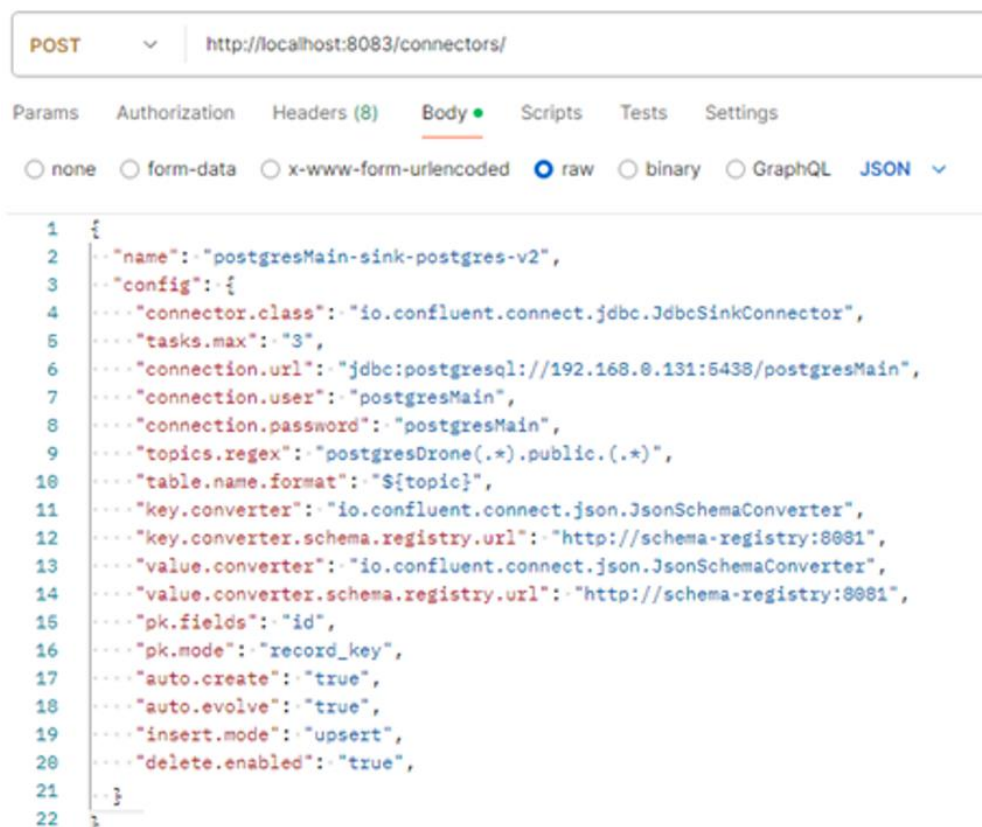 POST http://localhost:8083/connectors/
Params Authorization Headers (8) Body Scripts Tests Settings
none form-data x-www-form-urlencoded raw binary GraphQL JSON
1 {
2 "name": "postgresMain-sink-postgres-v2",
3 "config": {
4 "connector.class": "io.confluent.connect.jdbc.JdbcSinkConnector",
5 "tasks.max": "3",
6 "connection.url": "jdbc:postgresql://192.168.0.131:5438/postgresMain",
7 "connection.user": "postgresMain",
8 "connection.password": "postgresMain",
9 "topics.regex": "postgresDrone(.*).public.(.*)",
10 "table.name.format": "${topic}",
11 "key.converter": "io.confluent.connect.json.JsonSchemaConverter",
12 "key.converter.schema.registry.url": "http://schema-registry:8081",
13 "value.converter": "io.confluent.connect.json.JsonSchemaConverter",
14 "value.converter.schema.registry.url": "http://schema-registry:8081",
15 "pk.fields": "id",
16 "pk.mode": "record_key",
17 "auto.create": "true",
18 "auto.evolve": "true",
19 "insert.mode": "upsert",
20 "delete.enabled": "true",
21 }
22 }